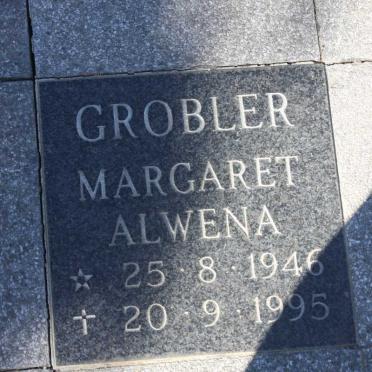 GROBLER
MARGARET
ALWENA
☆ 25 · 8 · 1946
✝ 20 · 9 · 1995